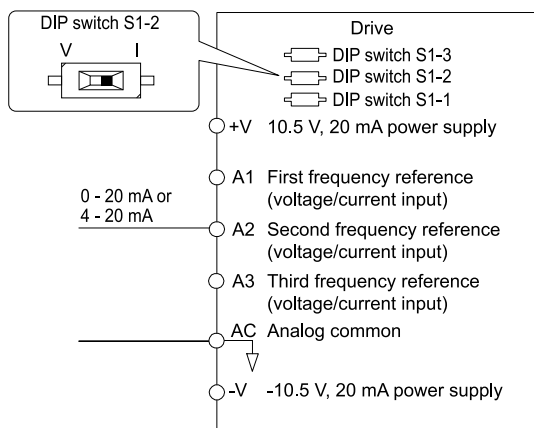 DIP switch S1-2
V I
Drive
DIP switch S1-3
DIP switch S1-2
DIP switch S1-1
+V 10.5 V, 20 mA power supply
A1 First frequency reference
(voltage/current input)
0 - 20 mA or
4 - 20 mA
A2 Second frequency reference
(voltage/current input)
A3 Third frequency reference
(voltage/current input)
AC Analog common
-V -10.5 V, 20 mA power supply